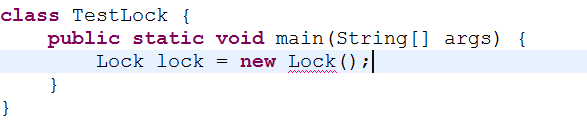 class TestLock {
    public static void main(String[] args) {
        Lock lock = new Lock();
    }
}